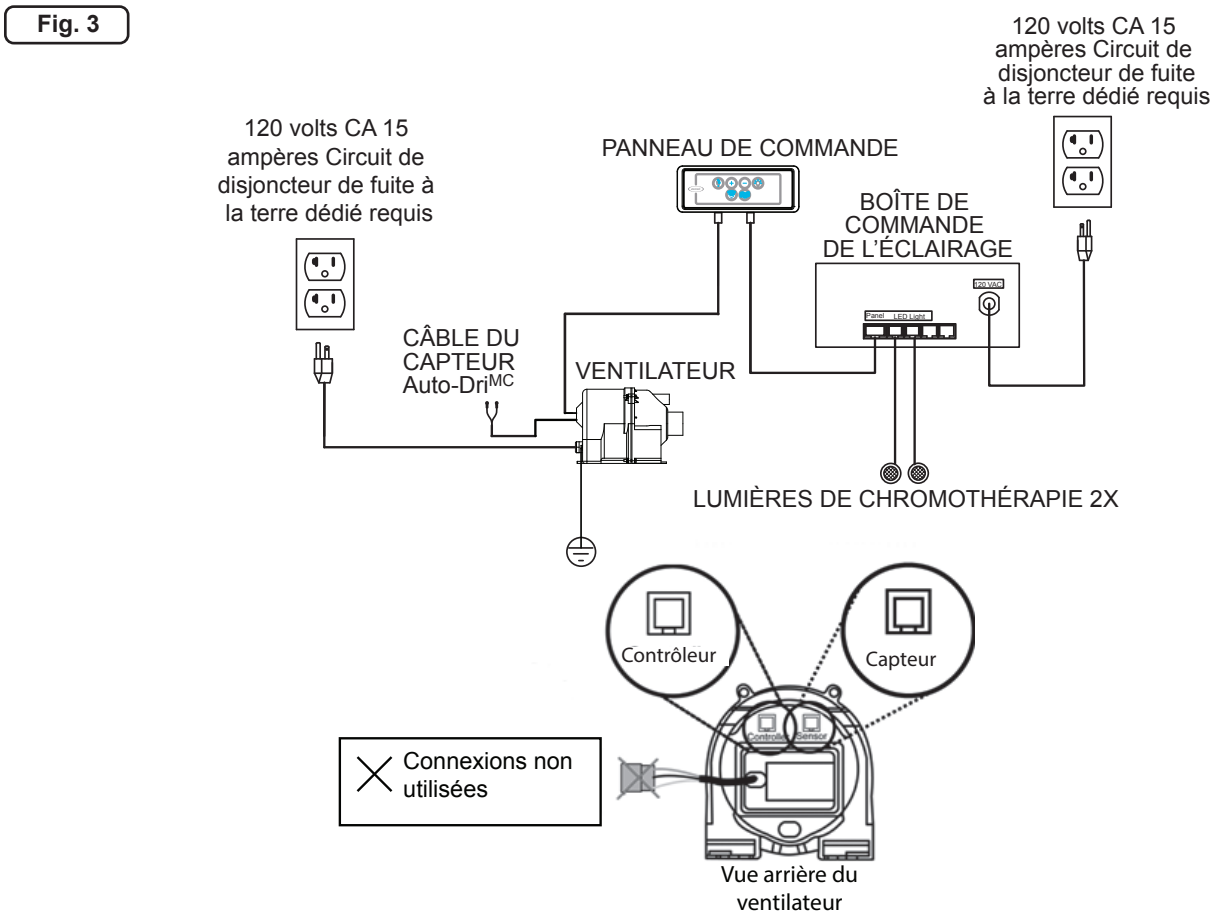 Fig. 3
120 volts CA 15
ampères Circuit de
disjoncteur de fuite
à la terre dédié requis
120 volts CA 15
ampères Circuit de
disjoncteur de fuite à
la terre dédié requis
PANNEAU DE COMMANDE
BOÎTE DE
COMMANDE
DE L’ÉCLAIRAGE
120 VAC
Panel LED Light
CÂBLE DU
CAPTEUR
Auto-DriMC
VENTILATEUR
LUMIÈRES DE CHROMOTHÉRAPIE 2X
Contrôleur
Capteur
Controller
Sensor
Connexions non
utilisées
Vue arrière du
ventilateur